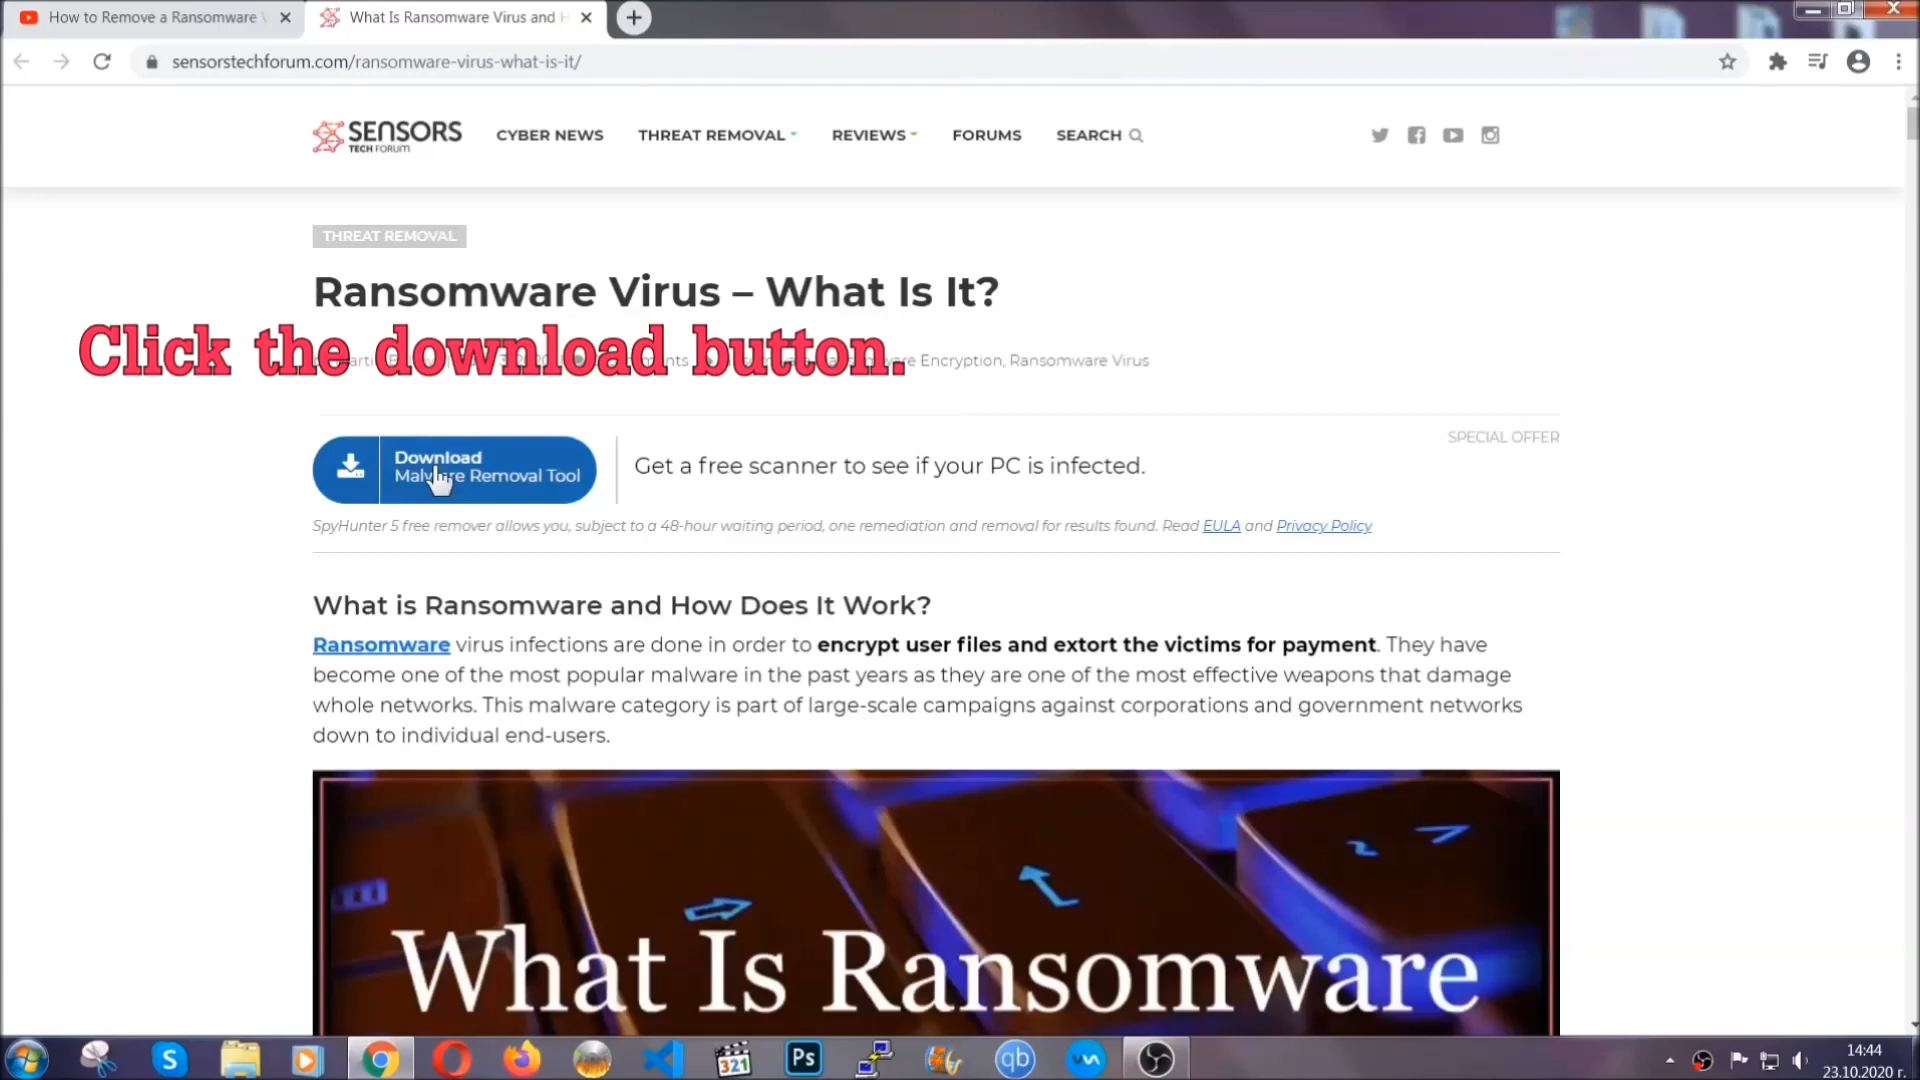 How to Remove a Ransomware
What Is Ransomware Virus and
sensorstechforum.com/ransomware-virus-what-is-it/
SENSORS
TECH FORUM
CYBER NEWS
THREAT REMOVAL
REVIEWS
FORUMS
SEARCH
THREAT REMOVAL
Ransomware Virus – What Is It?
Click the download button.
Encryption, Ransomware Virus
SPECIAL OFFER
Download
Malware Removal Tool
Get a free scanner to see if your PC is infected.
SpyHunter 5 free remover allows you, subject to a 48-hour waiting period, one remediation and removal for results found. Read EULA and Privacy Policy
What is Ransomware and How Does It Work?
Ransomware virus infections are done in order to encrypt user files and extort the victims for payment. They have
become one of the most popular malware in the past years as they are one of the most effective weapons that damage
whole networks. This malware category is part of large-scale campaigns against corporations and government networks
down to individual end-users.
What Is Ransomware
S
321
Ps
qb
14:44
23.10.2020 г.